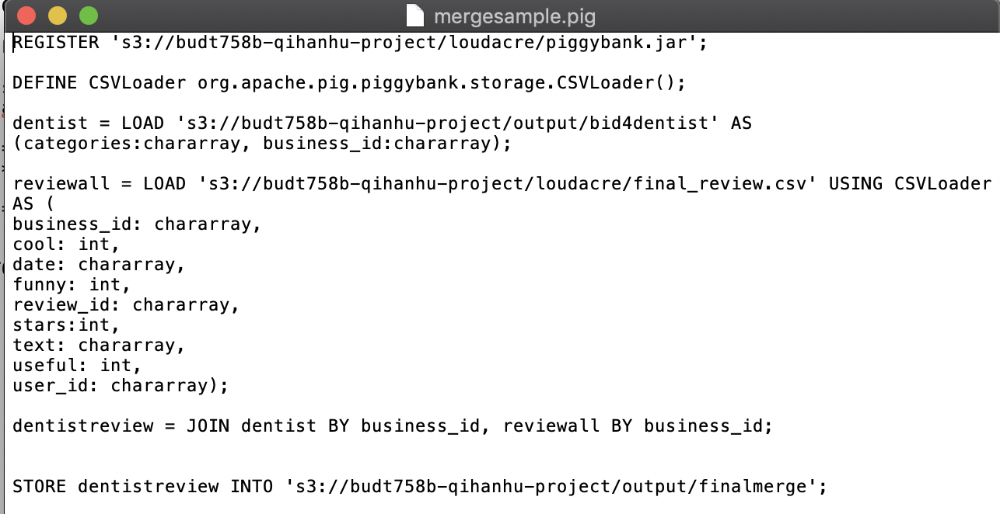 mergesample.pig
REGISTER 's3://budt758b-qihanhu-project/loudacre/piggybank.jar';
DEFINE CSVLoader org.apache.pig.piggybank.storage.CSVLoader();
dentist = LOAD 's3://budt758b-qihanhu-project/output/bid4dentist' AS
(categories:chararray, business_id:chararray);
reviewall = LOAD 's3://budt758b-qihanhu-project/loudacre/final_review.csv' USING CSVLoader
AS (
business_id: chararray,
cool: int,
date: chararray,
funny: int,
review_id: chararray,
stars:int,
text: chararray,
useful: int,
user_id: chararray);
dentistreview = JOIN dentist BY business_id, reviewall BY business_id;
STORE dentistreview INTO 's3://budt758b-qihanhu-project/output/finalmerge';